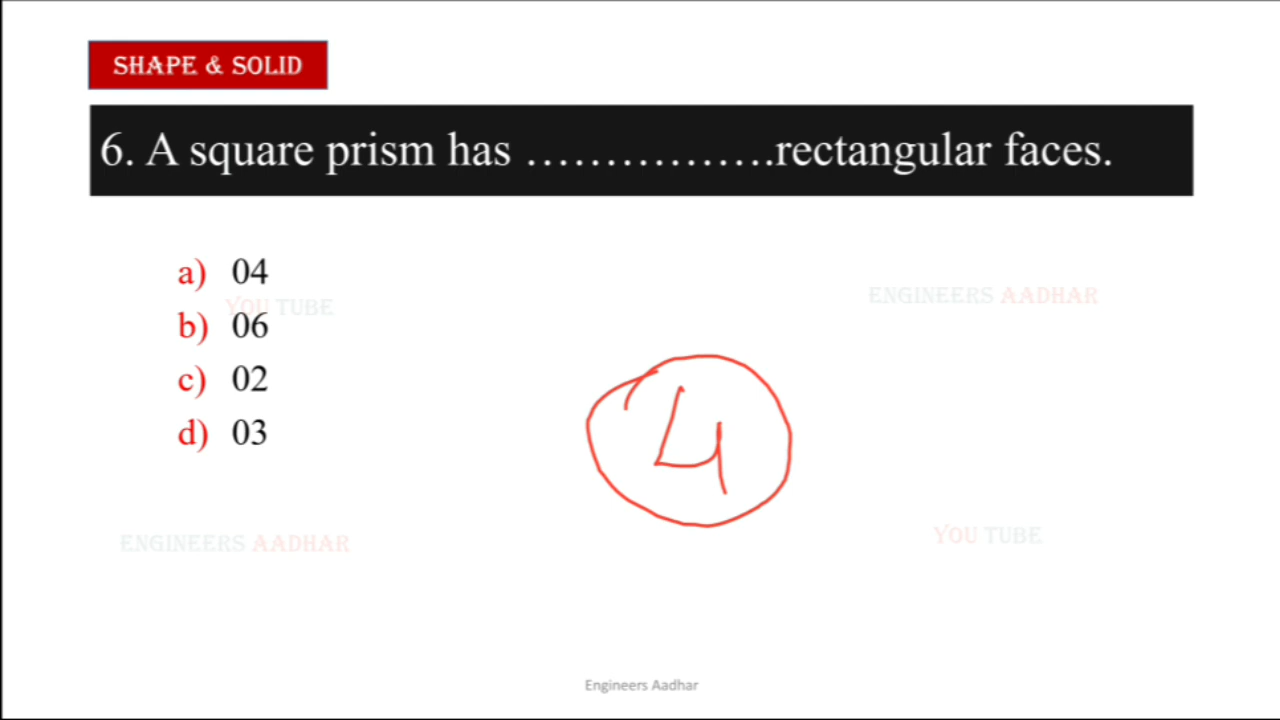 SHAPE & SOLID
6. A square prism has …………….rectangular faces.
a) 04
YOU TUBE
ENGINEERS AADHAR
b) 06
c) 02
4
d) 03
ENGINEERS AADHAR
YOU TUBE
Engineers Aadhar